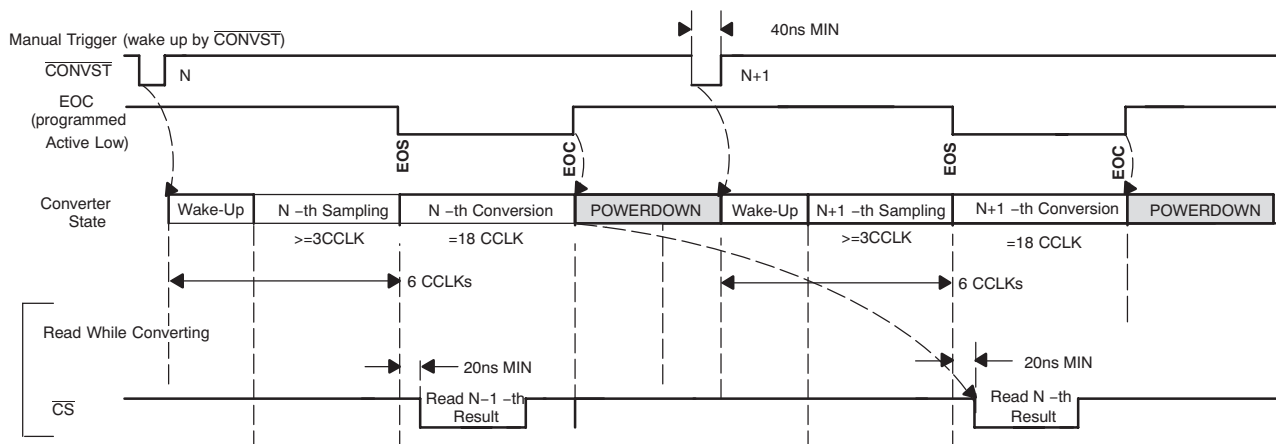 40ns MIN
Manual Trigger (wake up by CONVST)
CONVST
N
N+1
EOC
(programmed
Active Low)
EOS
EOC
EOS
EOC
Converter
State
Wake-Up
N −th Sampling
N −th Conversion
POWERDOWN
Wake-Up
N+1 −th Sampling
N+1 −th Conversion
POWERDOWN
>=3CCLK
=18 CCLK
>=3CCLK
=18 CCLK
6 CCLKs
6 CCLKs
Read While Converting
20ns MIN
20ns MIN
CS
Read N−1 −th
Result
Read N −th
Result